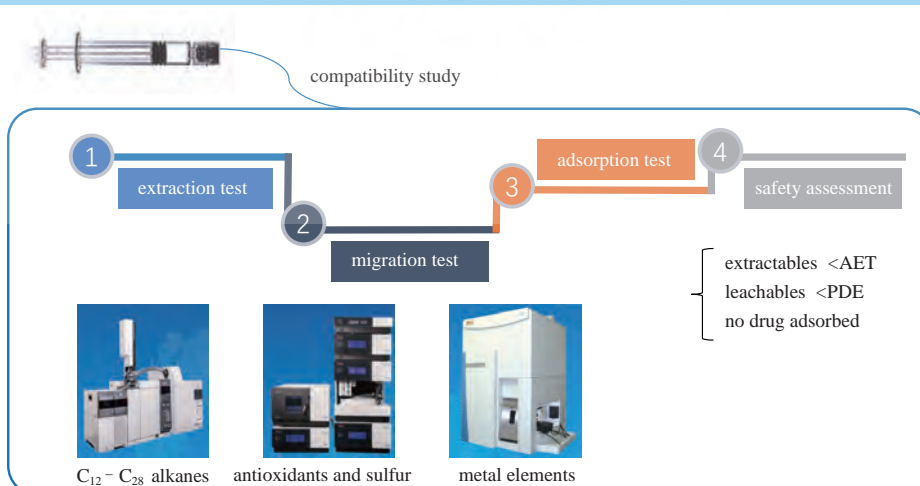 compatibility study
1
extraction test
2
migration test
3
adsorption test
4
safety assessment
extractables <AET
leachables <PDE
no drug adsorbed
C₁₂－C₂₈ alkanes
antioxidants and sulfur
metal elements